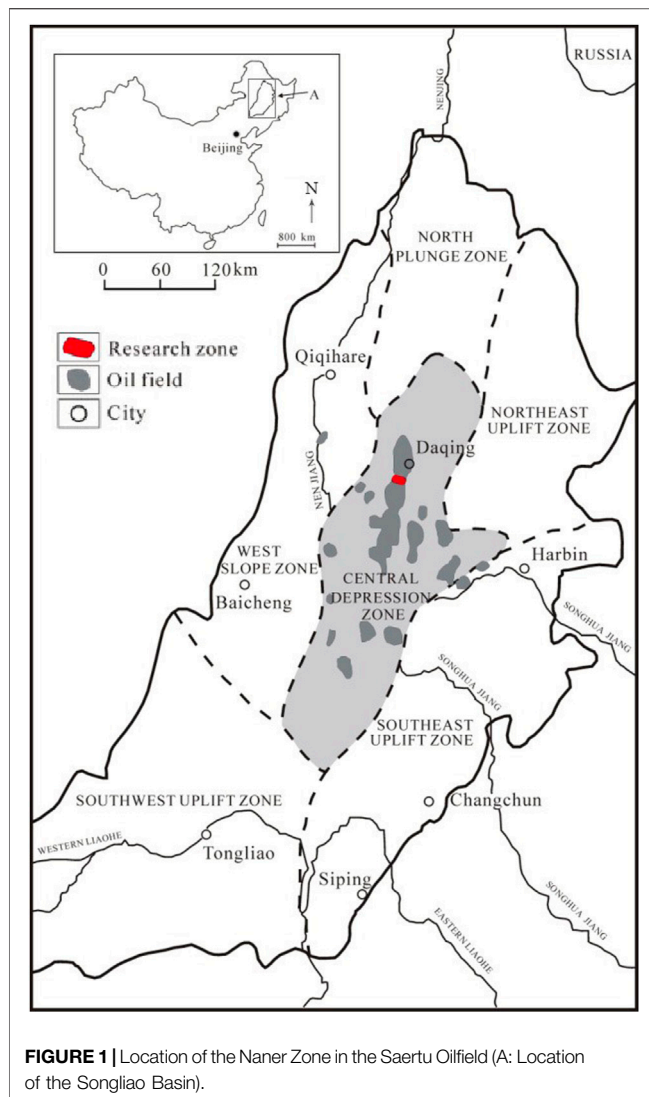 RUSSIA
NENJING
A
Beijing
N
800 km
0 60 120km
NORTH
PLUNGE ZONE
Research zone
Oil field
City
Qiqihare
NORTHEAST
UPLIFT ZONE
Daqing
NEN JIANG
WEST
SLOPE ZONE
Baicheng
CENTRAL
DEPRESSION
ZONE
Harbin
SONGHUA JIANG
SONGHUA JIANG
SOUTHEAST
UPLIFT ZONE
SOUTHWEST UPLIFT ZONE
Changchun
WESTERN LIAOHE
Tongliao
Siping
EASTERN LIAOHE
SONGHUA JIANG
FIGURE 1 | Location of the Naner Zone in the Saertu Oilfield (A: Location
of the Songliao Basin).